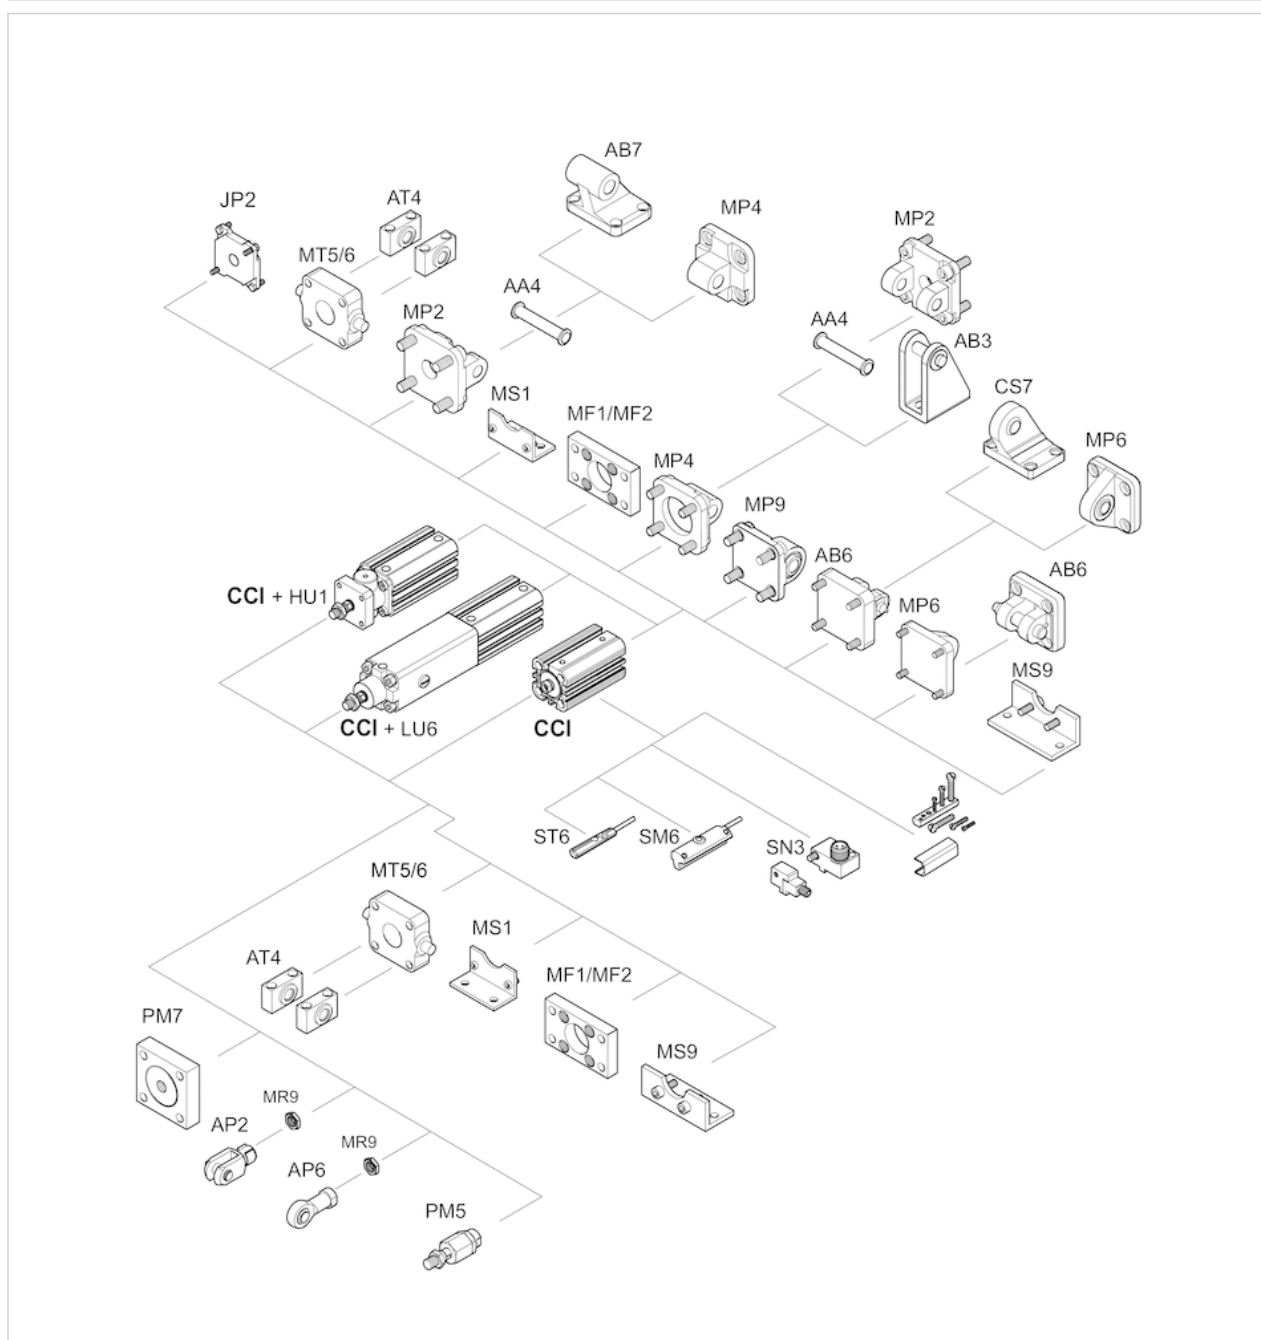 AB7
JP2
AT4
MP4
MP2
MT5/6
AA4
MP2
AA4
AB3
MS1
CS7
MF1/MF2
MP6
MP4
MP9
AB6
AB6
CCI + HU1
MP6
MS9
CCI + LU6
CCI
ST6
SM6
SN3
MT5/6
MS1
AT4
MF1/MF2
PM7
MS9
MR9
AP2
MR9
AP6
PM5